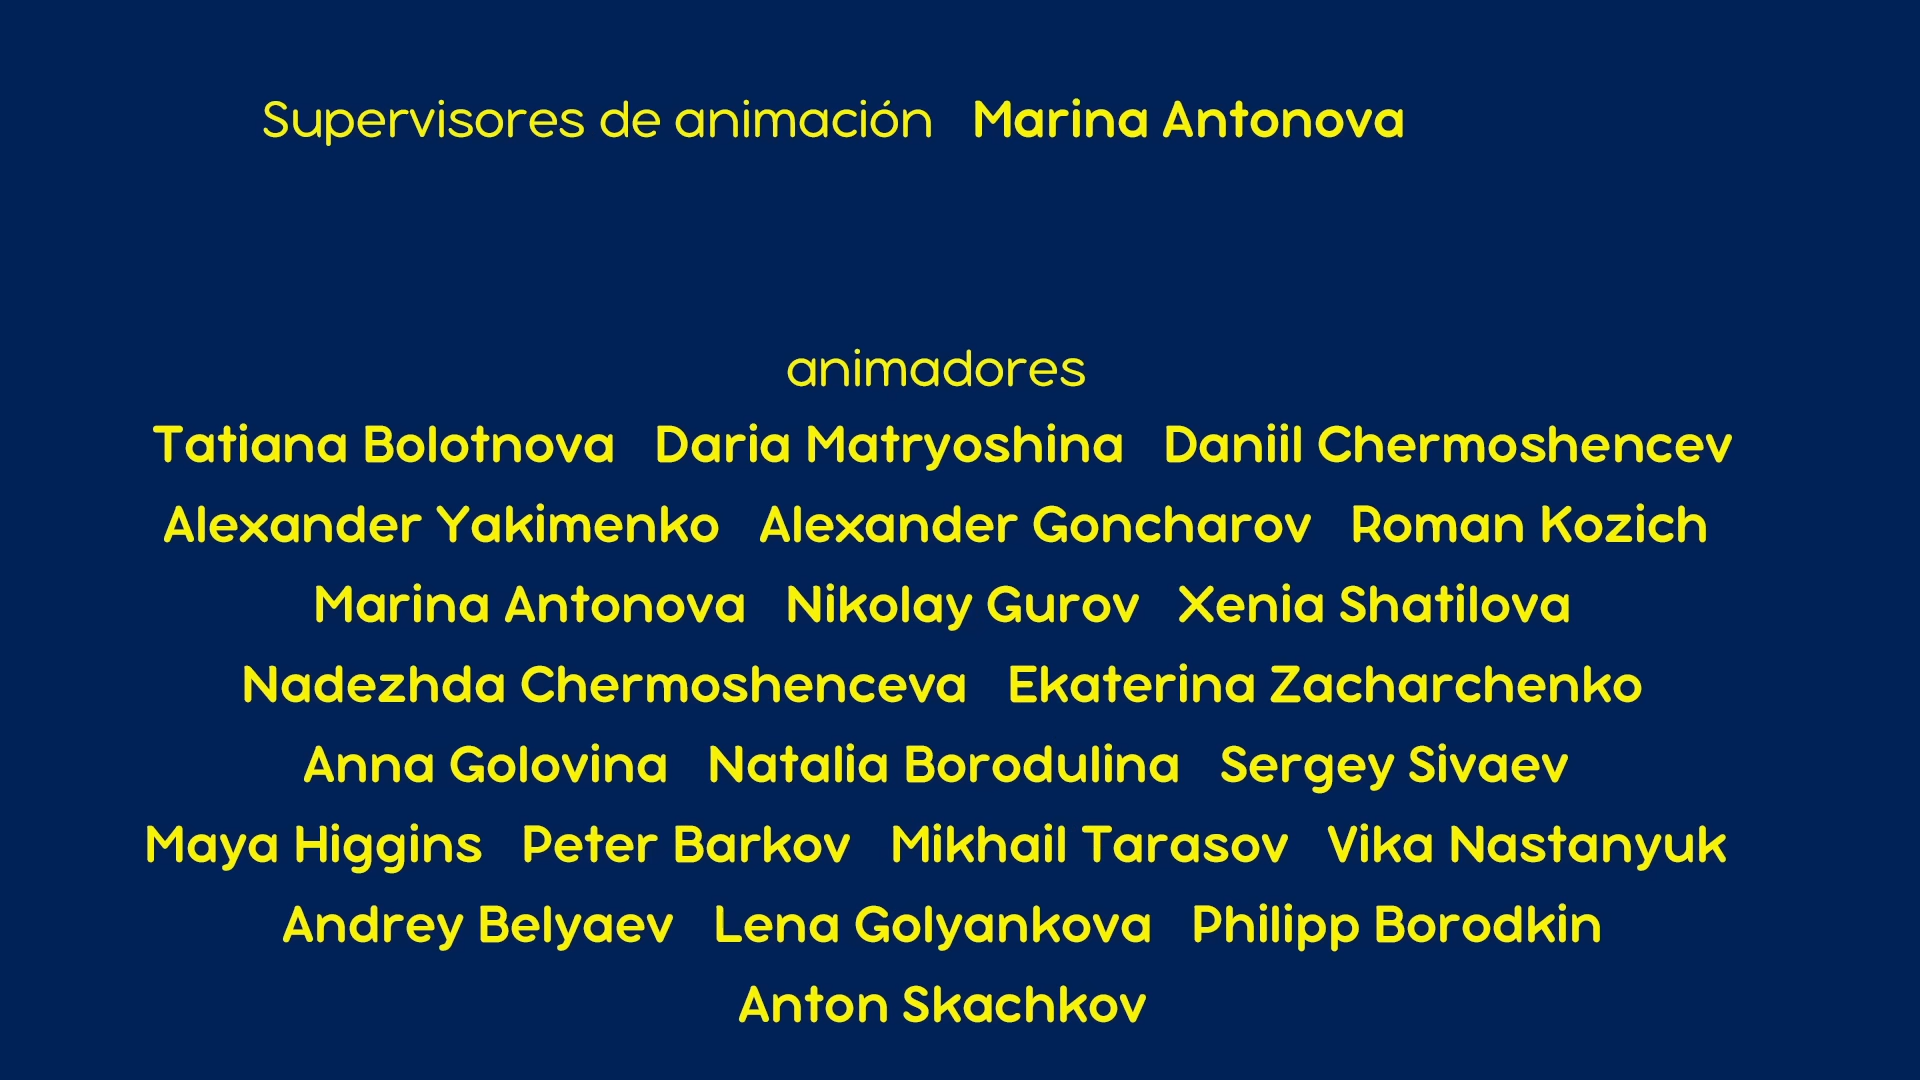 Supervisores de animación Marina Antonova
animadores
Tatiana Bolotnova Daria Matryoshina Daniil Chermoshencev
Alexander Yakimenko Alexander Goncharov Roman Kozich
Marina Antonova Nikolay Gurov Xenia Shatilova
Nadezhda Chermoshenceva Ekaterina Zacharchenko
Anna Golovina Natalia Borodulina Sergey Sivaev
Maya Higgins Peter Barkov Mikhail Tarasov Vika Nastanyuk
Andrey Belyaev Lena Golyankova Philipp Borodkin
Anton Skachkov